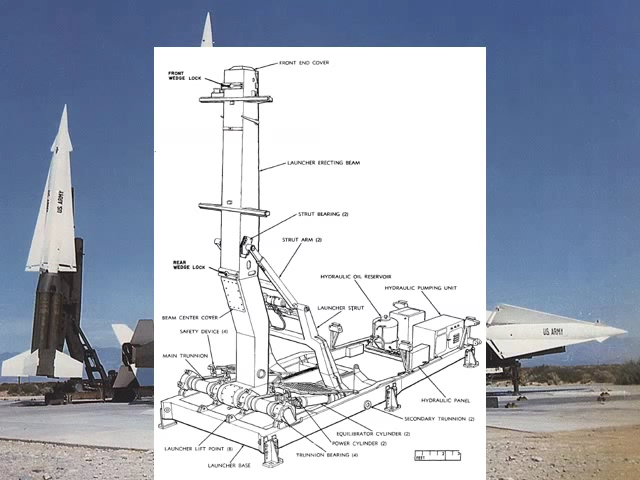 FRONT END COVER
FRONT
WEDGE LOCK
LAUNCHER ERECTING BEAM
STRUT BEARING (2)
STRUT ARM (2)
REAR
WEDGE LOCK
HYDRAULIC OIL RESERVOIR
HYDRAULIC PUMPING UNIT
LAUNCHER STRUT
BEAM CENTER COVER
SAFETY DEVICE (4)
MAIN TRUNNION
HYDRAULIC PANEL
SECONDARY TRUNNION (2)
EQUILIBRATOR CYLINDER (2)
POWER CYLINDER (2)
TRUNNION BEARING (4)
LAUNCHER LIFT POINT (8)
LAUNCHER BASE
FEET
US ARMY
US ARMY